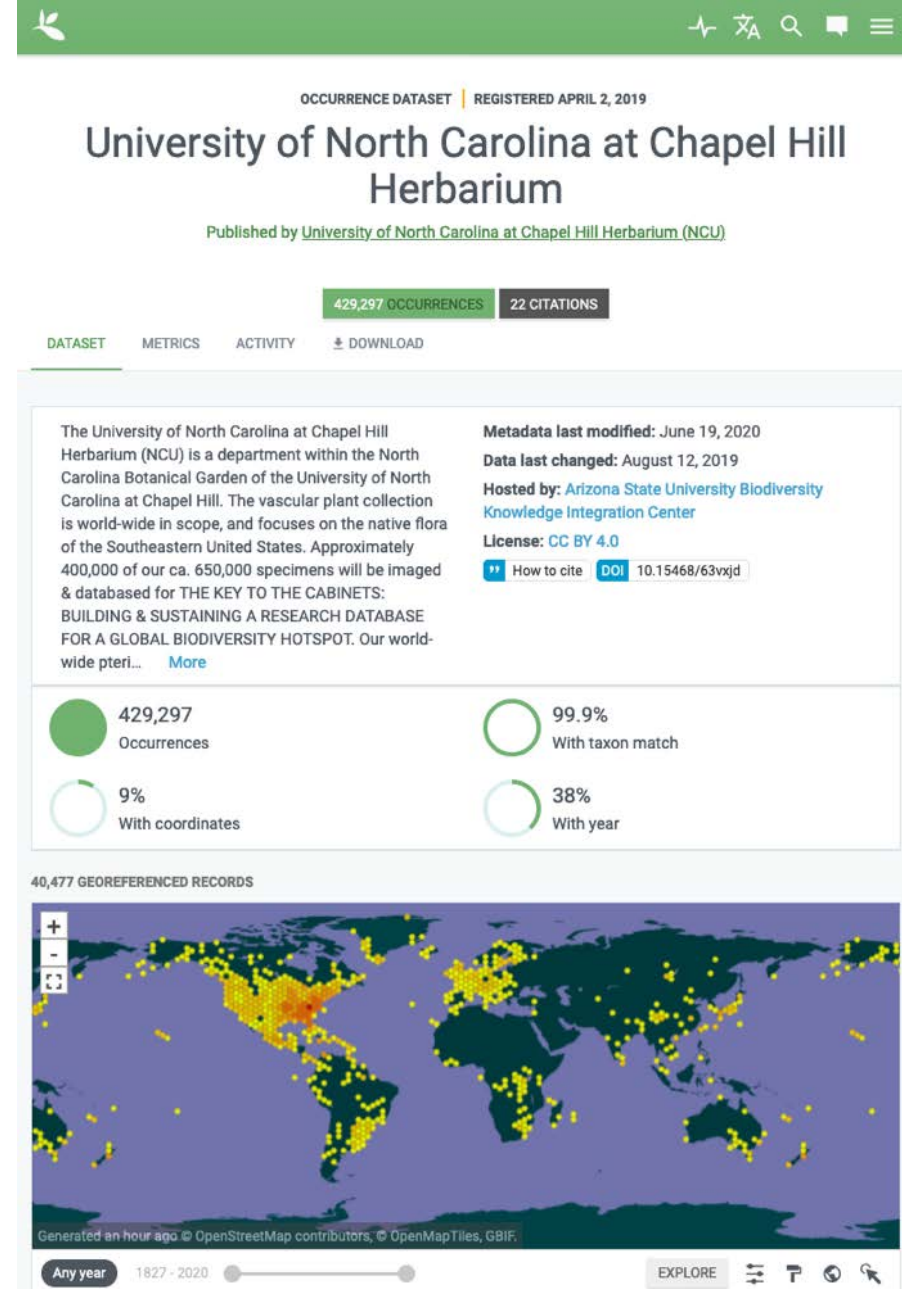 OCCURRENCE DATASET | REGISTERED APRIL 2, 2019
University of North Carolina at Chapel Hill
Herbarium
Published by University of North Carolina at Chapel Hill Herbarium (NCU)
429,297 OCCURRENCES 22 CITATIONS
DATASET METRICS ACTIVITY DOWNLOAD
The University of North Carolina at Chapel Hill
Herbarium (NCU) is a department within the North
Carolina Botanical Garden of the University of North
Carolina at Chapel Hill. The vascular plant collection
is world-wide in scope, and focuses on the native flora
of the Southeastern United States. Approximately
400,000 of our ca. 650,000 specimens will be imaged
& databased for THE KEY TO THE CABINETS:
BUILDING & SUSTAINING A RESEARCH DATABASE
FOR A GLOBAL BIODIVERSITY HOTSPOT. Our world-
wide pteri... More
Metadata last modified: June 19, 2020
Data last changed: August 12, 2019
Hosted by: Arizona State University Biodiversity
Knowledge Integration Center
License: CC BY 4.0
How to cite DOI 10.15468/63vxjd
429,297
Occurrences
99.9%
With taxon match
9%
With coordinates
38%
With year
40,477 GEOREFERENCED RECORDS
+
-
Generated an hour ago © OpenStreetMap contributors, © OpenMapTiles, GBIF.
Any year 1827 - 2020 EXPLORE